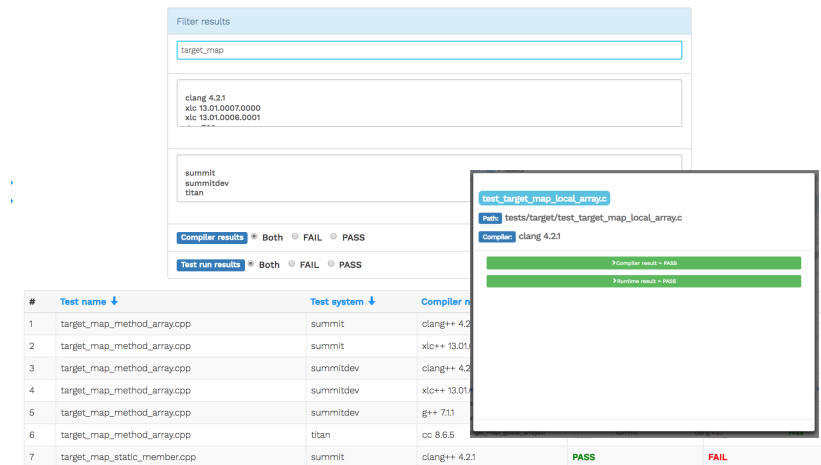 Filter results
target_map
clang 4.2.1
xlc 13.01.0007.0000
xlc 13.01.0006.0001
summit
summitdev
titan
Compiler results Both FAIL PASS
Test run results Both FAIL PASS
test_target_map_local_array.c
Path: tests/target/test_target_map_local_array.c
Compiler: clang 4.2.1
Compiler result = PASS
Runtime result = PASS
# Test name Test system Compiler n
1 target_map_method_array.cpp summit clang++ 4.2
2 target_map_method_array.cpp summit xlc++ 13.01.
3 target_map_method_array.cpp summitdev clang++ 4.2
4 target_map_method_array.cpp summitdev xlc++ 13.01.
5 target_map_method_array.cpp summitdev g++ 7.1.1
6 target_map_method_array.cpp titan cc 8.6.5
7 target_map_static_member.cpp summit clang++ 4.2.1 PASS FAIL